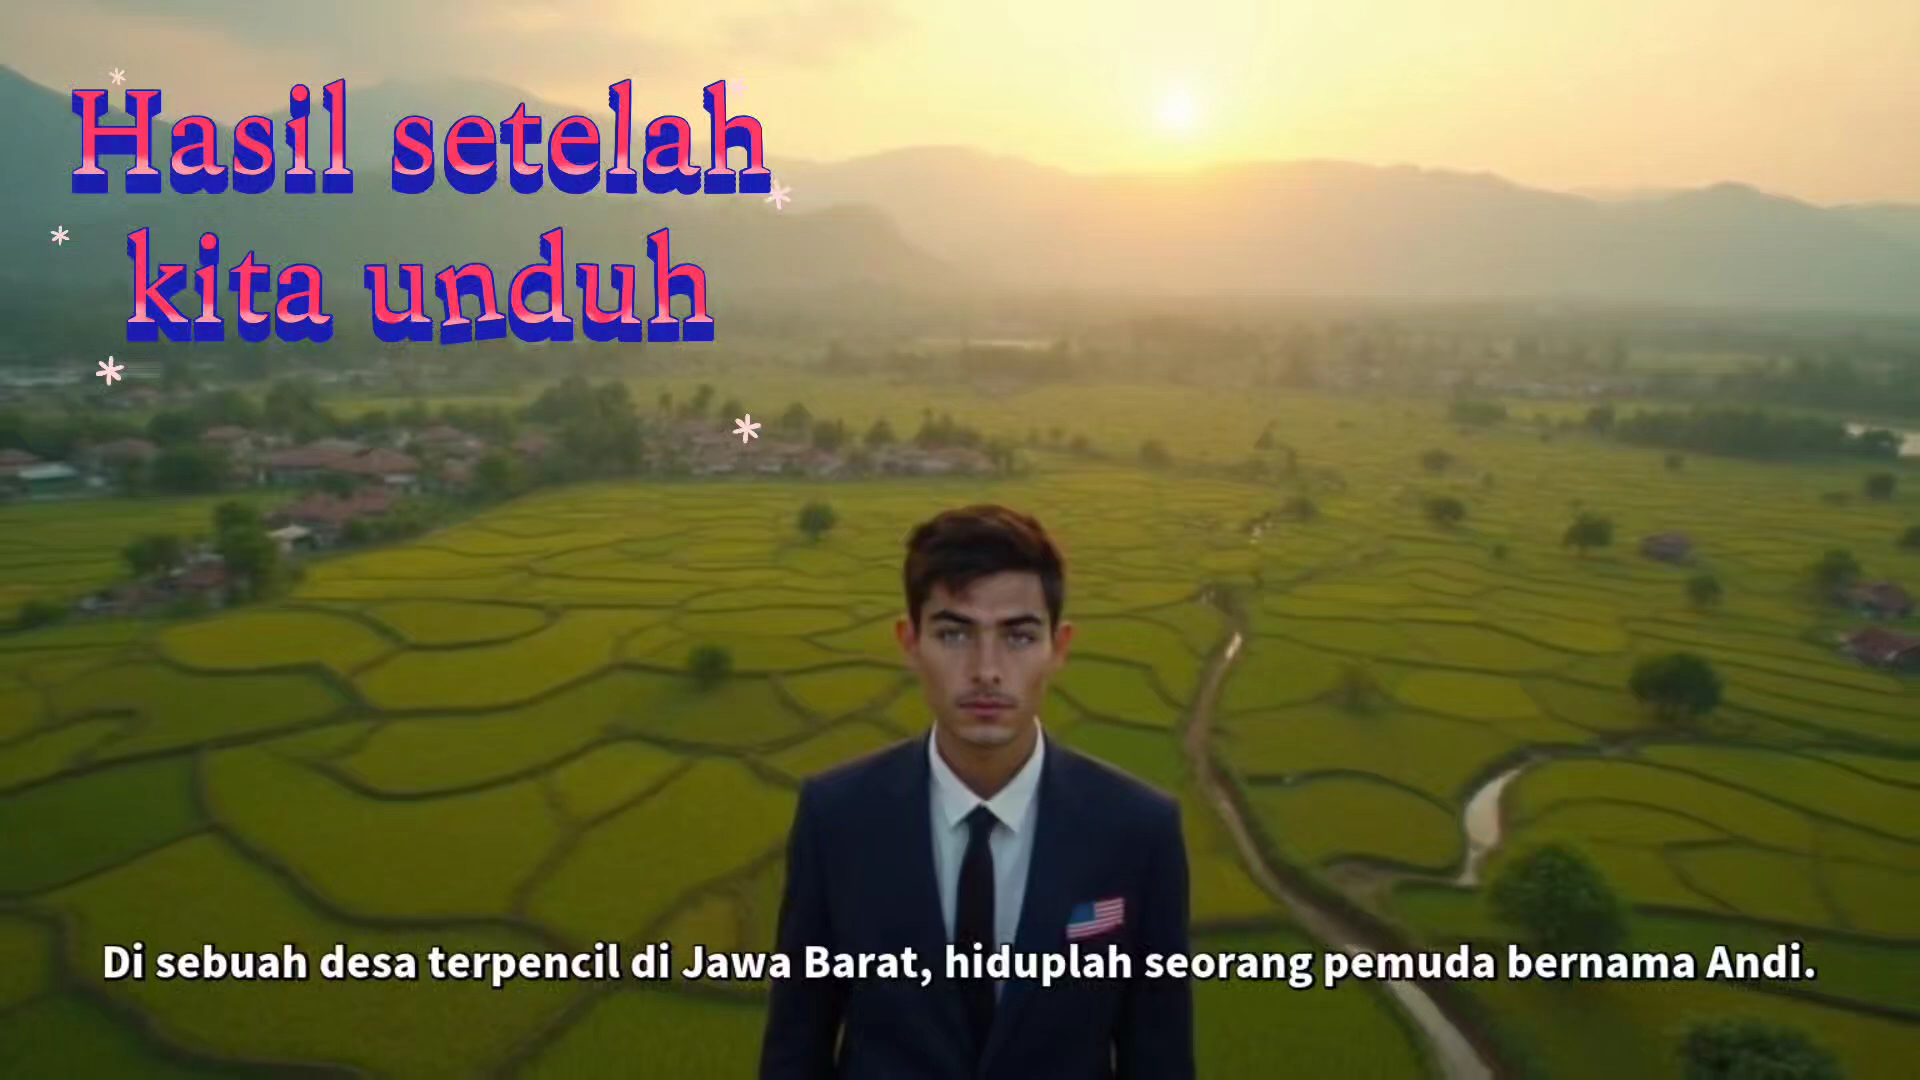 Hasil setelah
kita unduh
Di sebuah desa terpencil di Jawa Barat, hiduplah seorang pemuda bernama Andi.